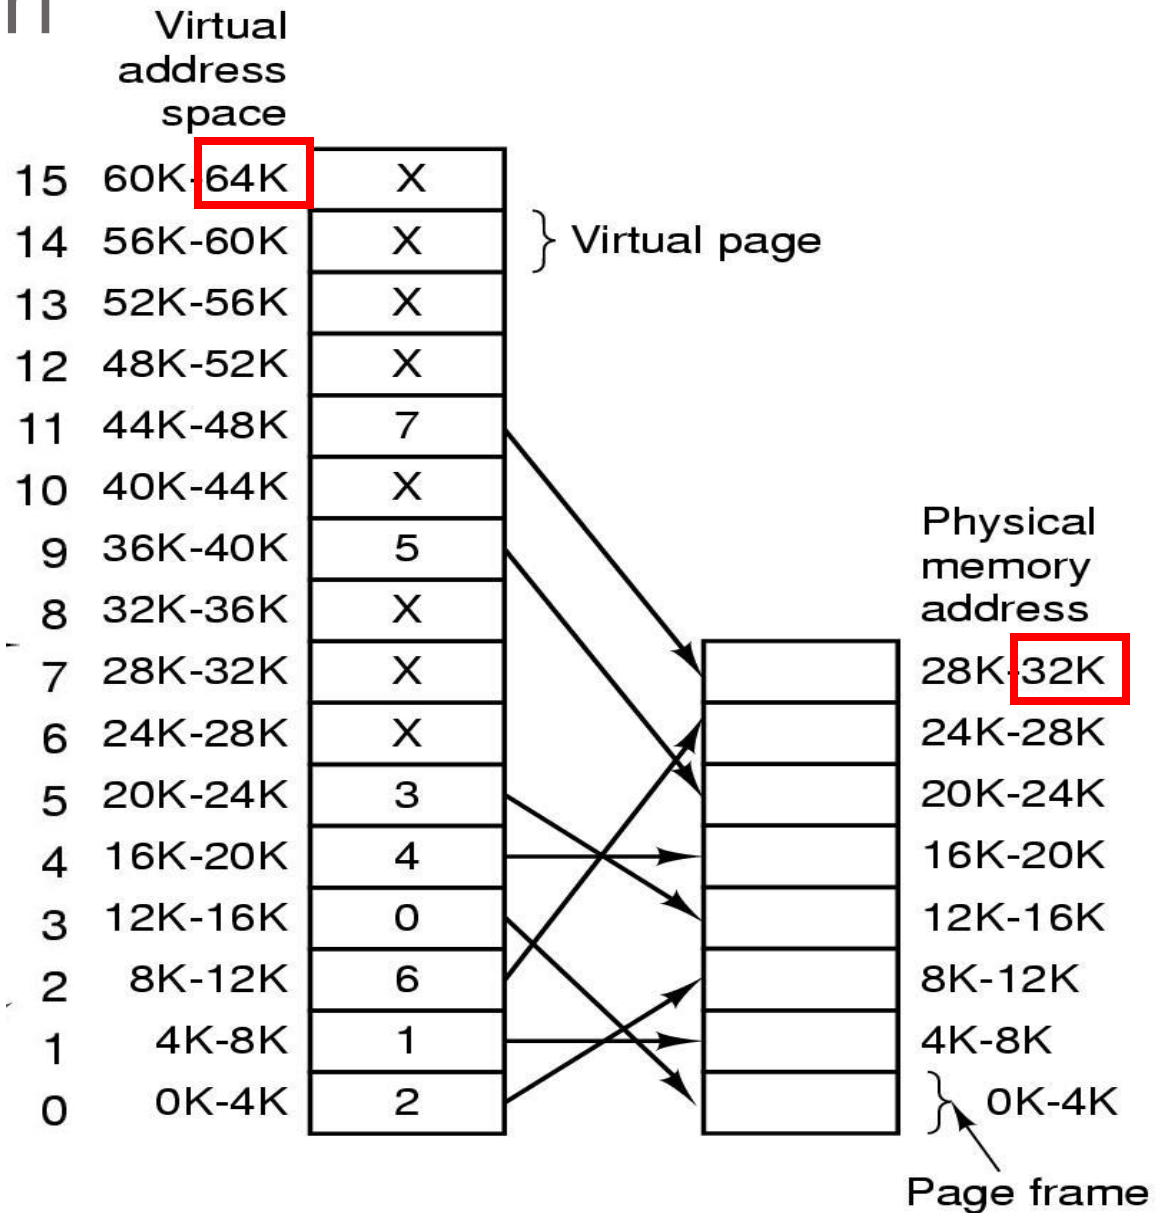 Virtual
address
space
15 60K-64K X
14 56K-60K X
Virtual page
13 52K-56K X
12 48K-52K X
11 44K-48K 7
10 40K-44K X
9 36K-40K 5
8 32K-36K X
7 28K-32K X
6 24K-28K X
5 20K-24K 3
4 16K-20K 4
3 12K-16K 0
2 8K-12K 6
1 4K-8K 1
0 0K-4K 2
Physical
memory
address
28K-32K
24K-28K
20K-24K
16K-20K
12K-16K
8K-12K
4K-8K
0K-4K
Page frame